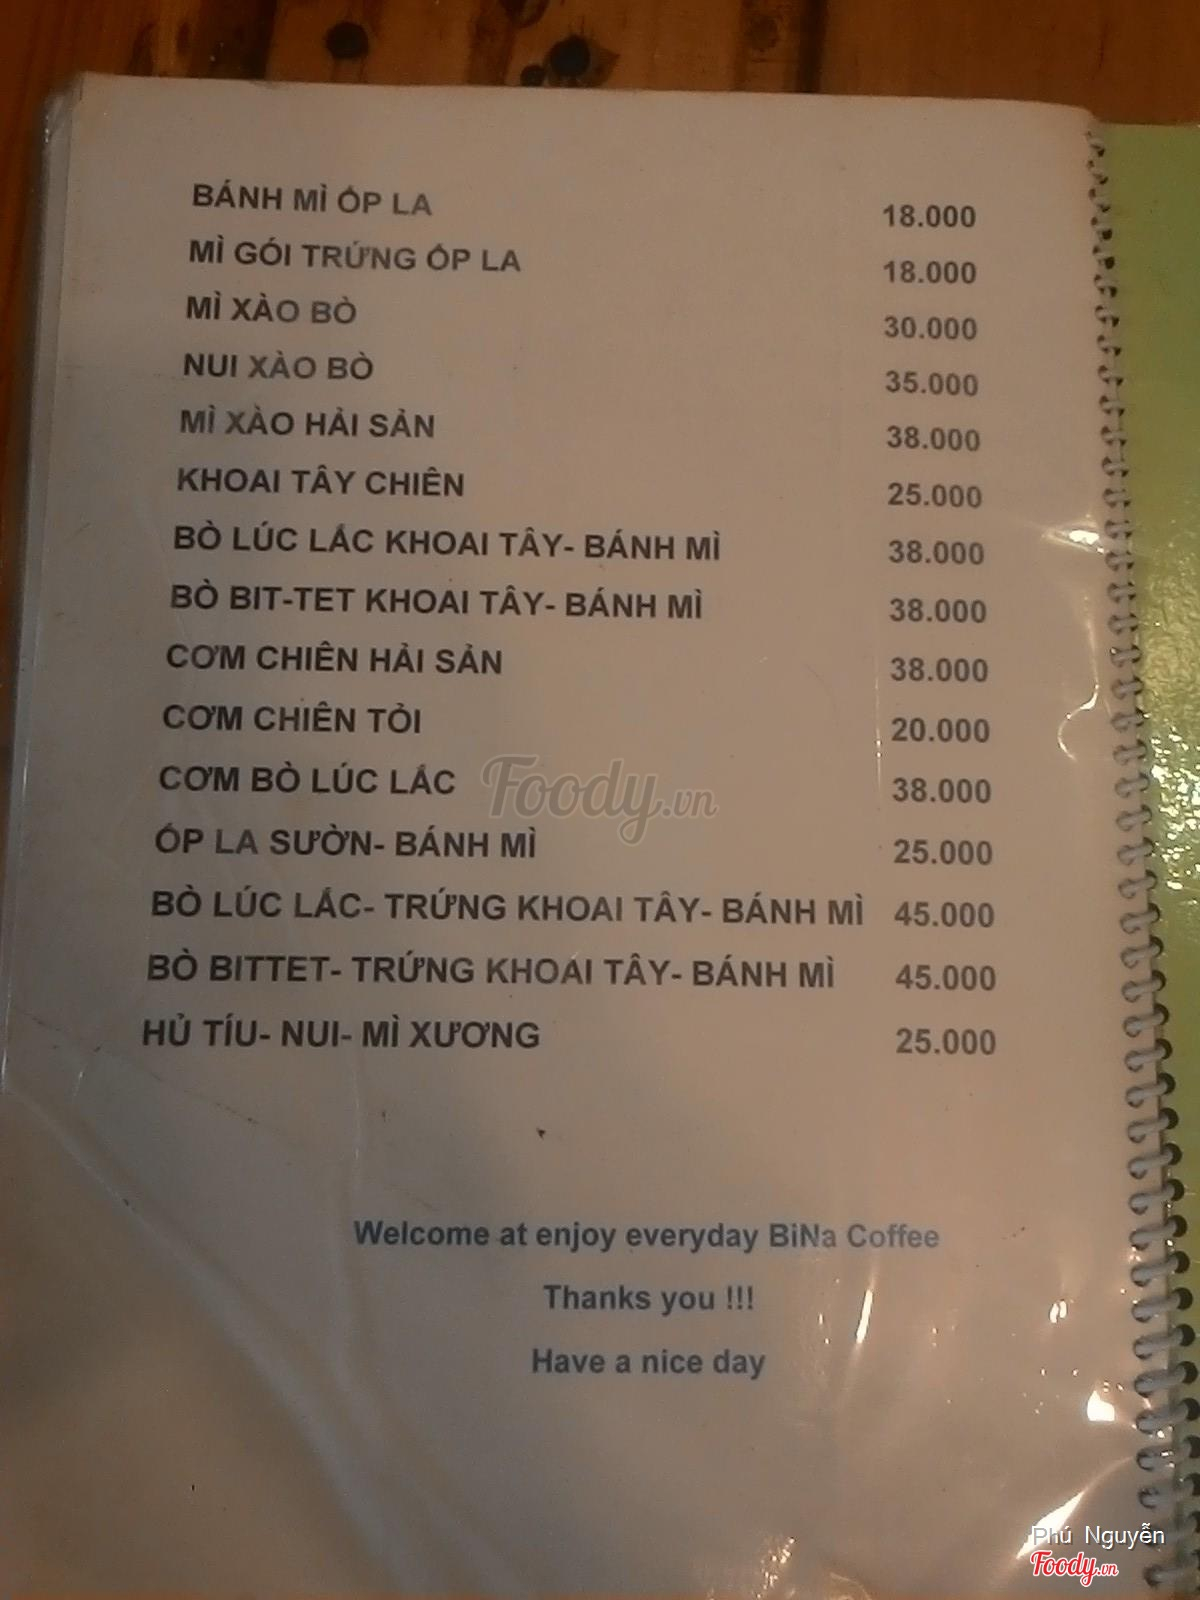 BÁNH MÌ ỐP LA 18.000
MÌ GÓI TRỨNG ỐP LA 18.000
MÌ XÀO BÒ 30.000
NUI XÀO BÒ 35.000
MÌ XÀO HẢI SẢN 38.000
KHOAI TÂY CHIÊN 25.000
BÒ LÚC LẮC KHOAI TÂY- BÁNH MÌ 38.000
BÒ BIT-TET KHOAI TÂY- BÁNH MÌ 38.000
CƠM CHIÊN HẢI SẢN 38.000
CƠM CHIÊN TỎI 20.000
CƠM BÒ LÚC LẮC 38.000
Foody.vn
ỐP LA SƯỜN- BÁNH MÌ 25.000
BÒ LÚC LẮC- TRỨNG KHOAI TÂY- BÁNH MÌ 45.000
BÒ BITTET- TRỨNG KHOAI TÂY- BÁNH MÌ 45.000
HỦ TÍU- NUI- MÌ XƯƠNG 25.000
Welcome at enjoy everyday BiNa Coffee
Thanks you !!!
Have a nice day
Phú Nguyễn
Foody.vn